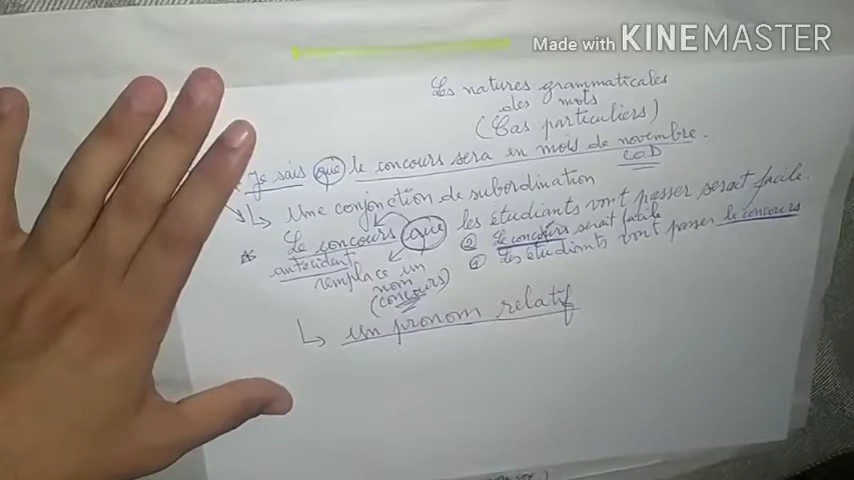 Made with KINEMASTER
Les natures grammaticales
des mots
(Cas particuliers)
Je sais que le concours sera en mois de novembre.
COD
↳ Une conjonction de subordination
Le concours que les étudiants vont passer serait facile.
antécédent
② Le concours serait facile
① Les étudiants vont passer le concours
remplace un
nom
(concours)
↳ un pronom relatif